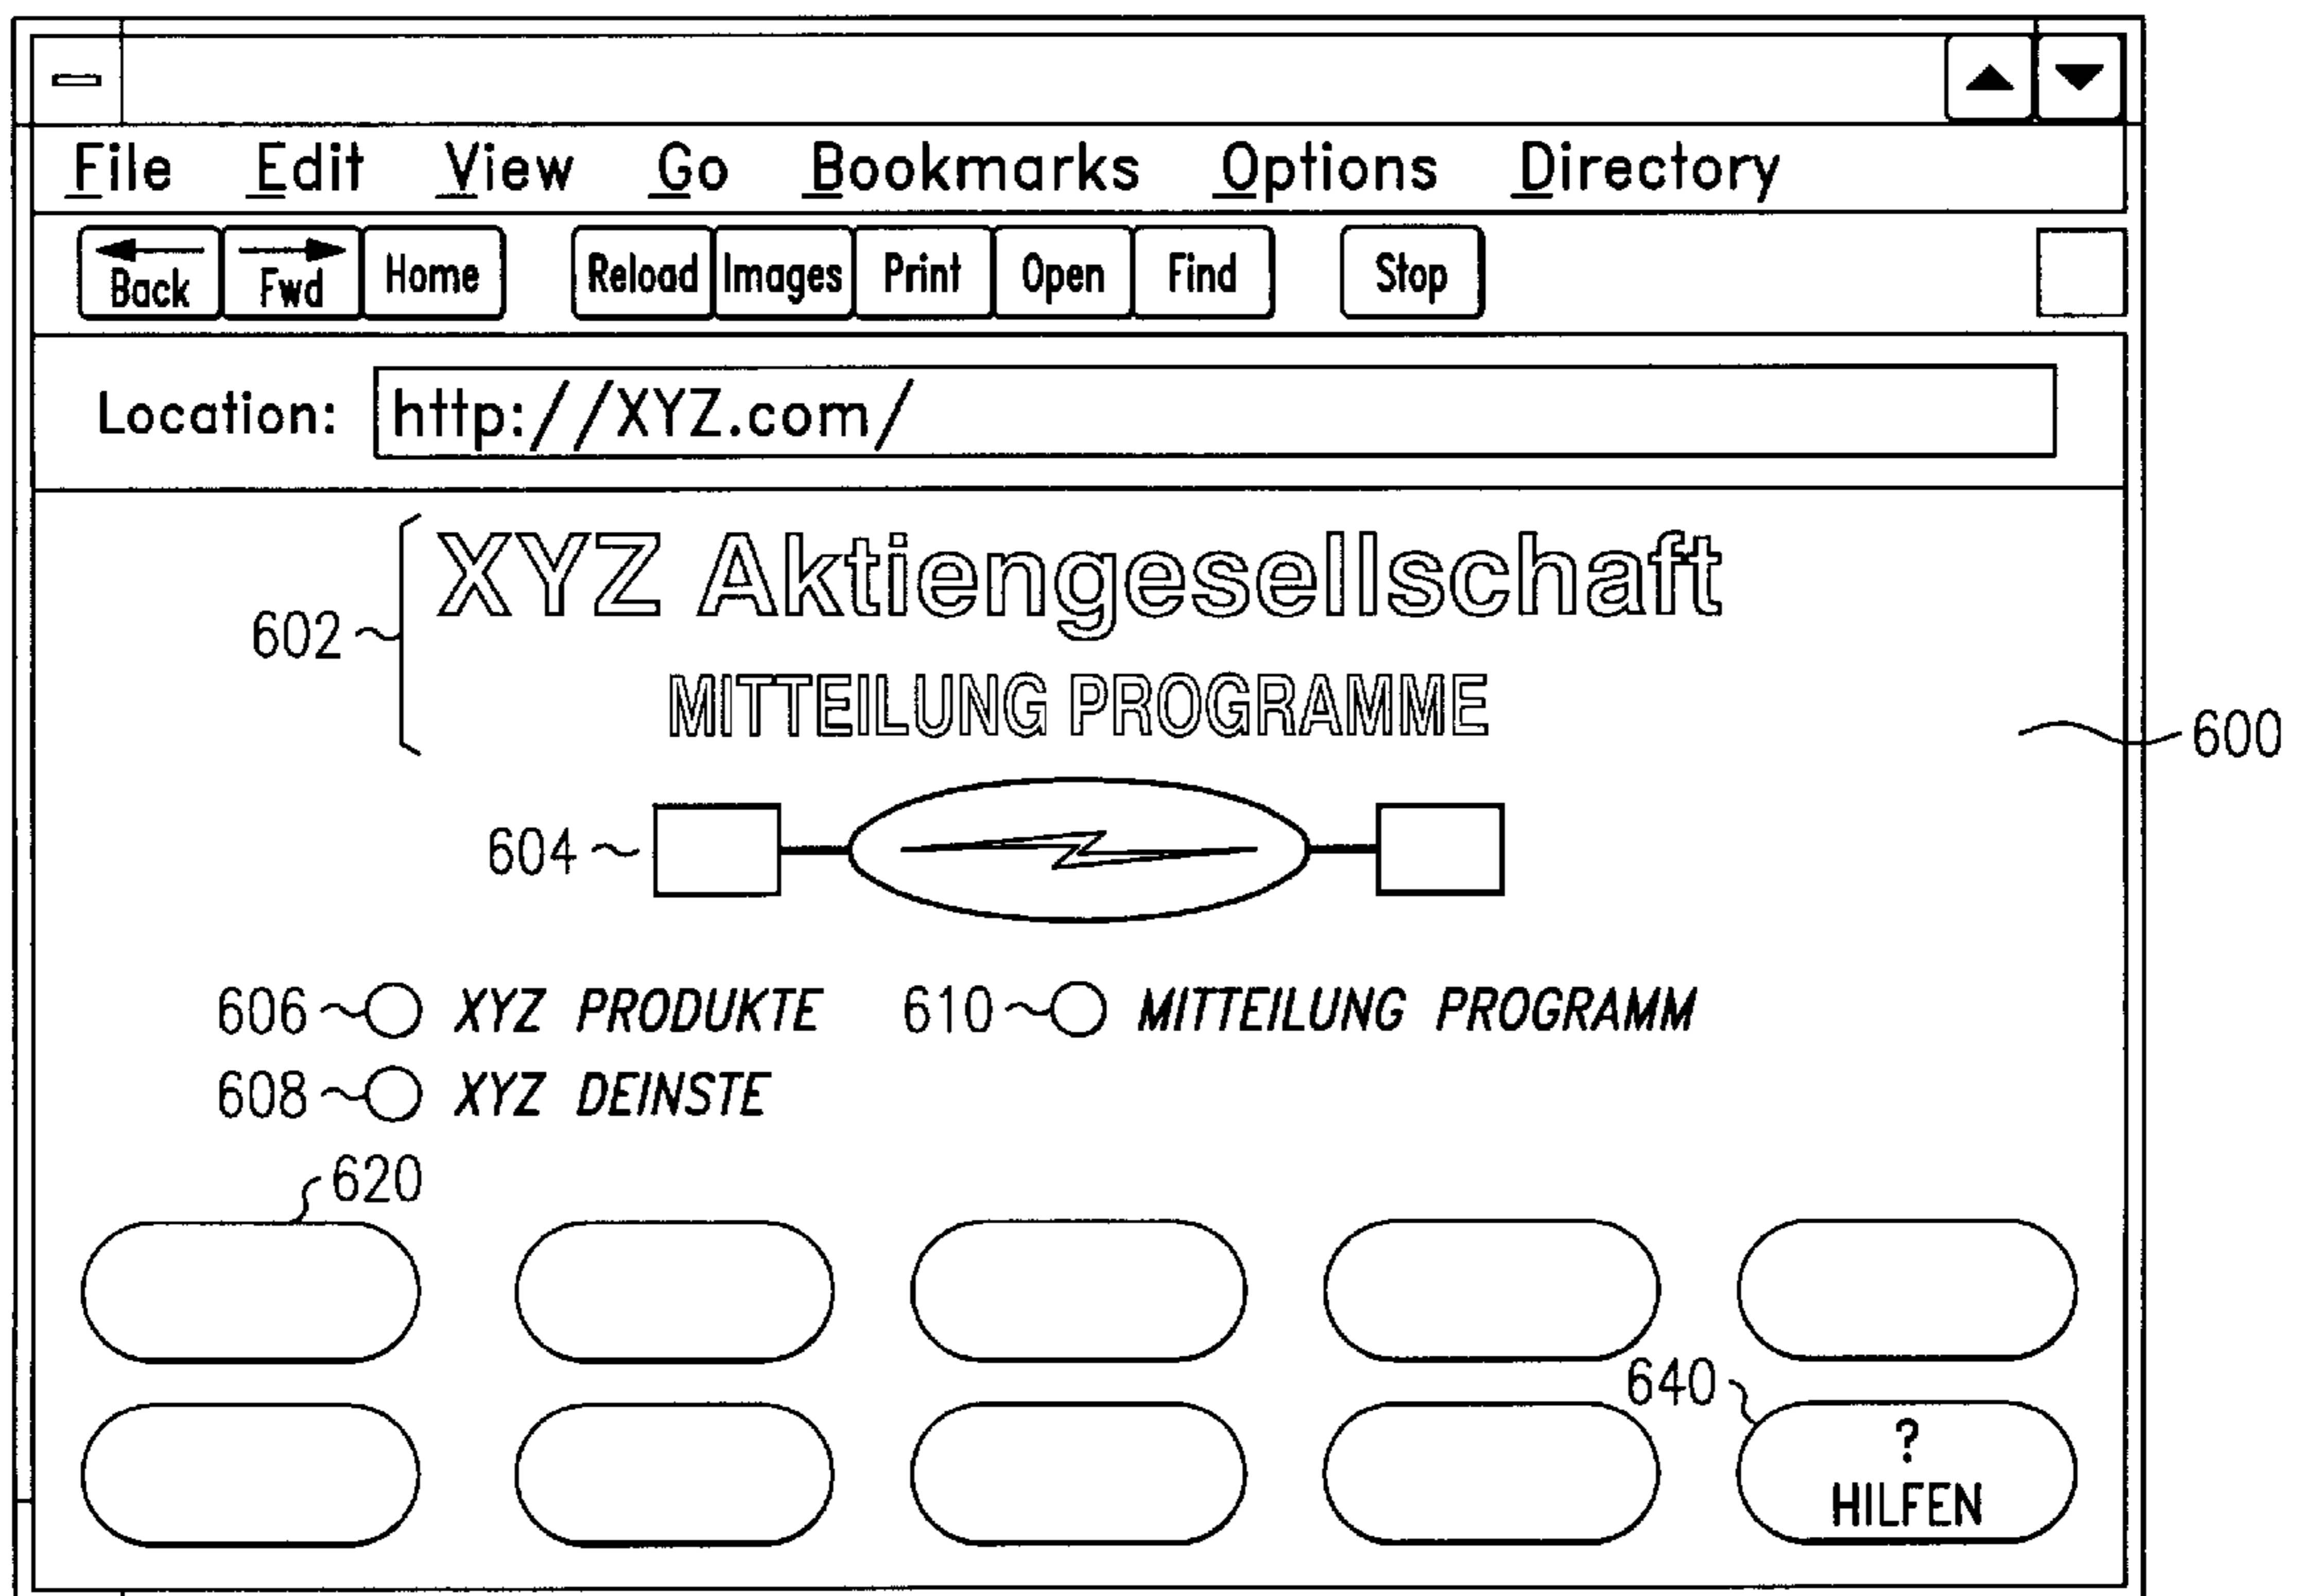 File Edit View Go Bookmarks Options Directory
Back Fwd Home Reload Images Print Open Find Stop
Location: http://XYZ.com/
XYZ Aktiengesellschaft
602
MITTEILUNG PROGRAMME
600
604
606 XYZ PRODUKTE 610 MITTEILUNG PROGRAMM
608 XYZ DEINSTE
620
640
?
HILFEN